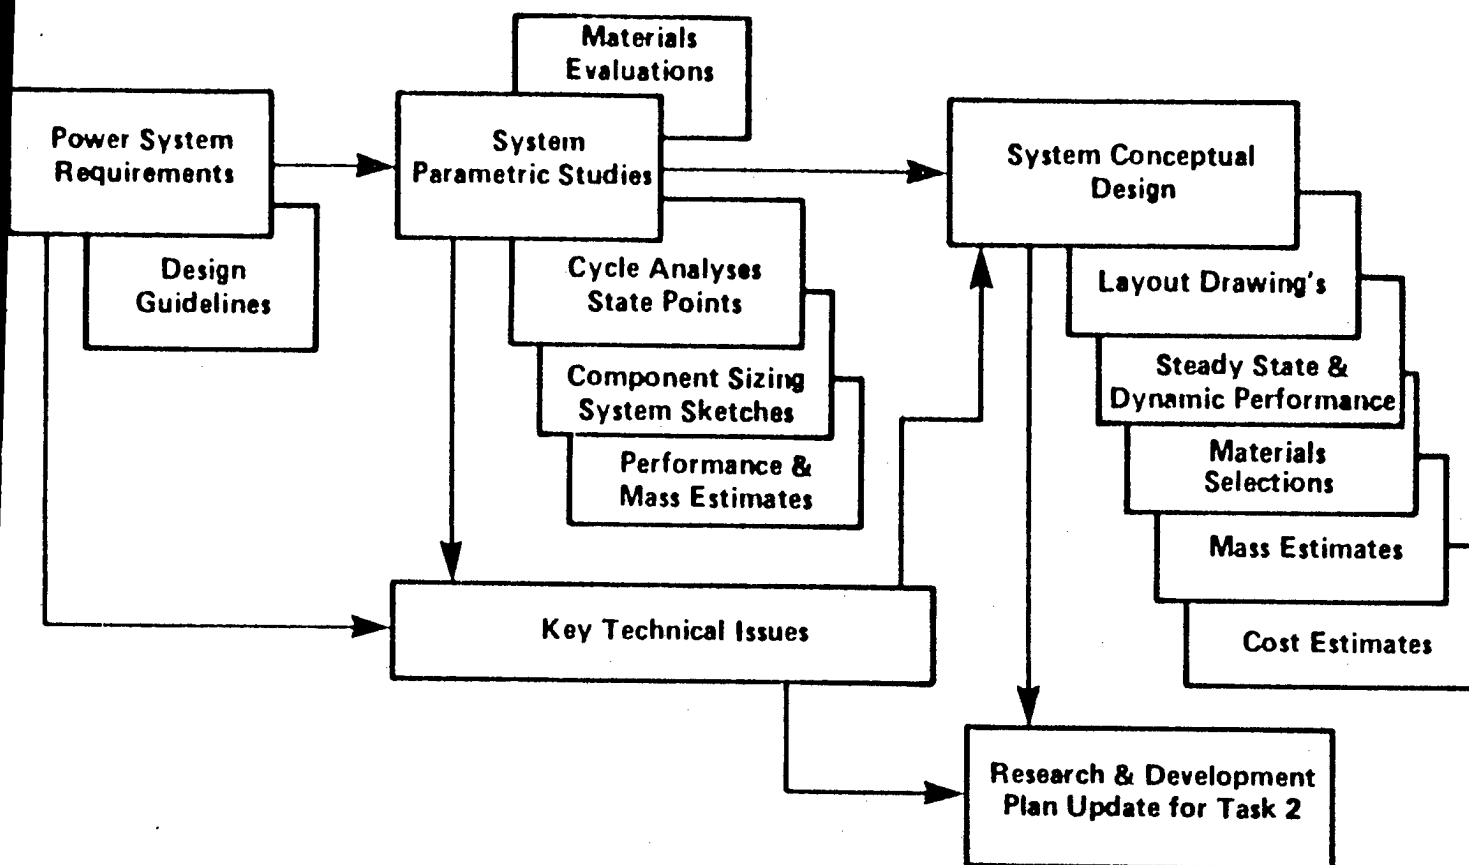 Materials
Evaluations
Power System
Requirements
Design
Guidelines
System
Parametric Studies
Cycle Analyses
State Points
Component Sizing
System Sketches
Performance &
Mass Estimates
System Conceptual
Design
Layout Drawing's
Steady State &
Dynamic Performance
Materials
Selections
Mass Estimates
Cost Estimates
Key Technical Issues
Research & Development
Plan Update for Task 2